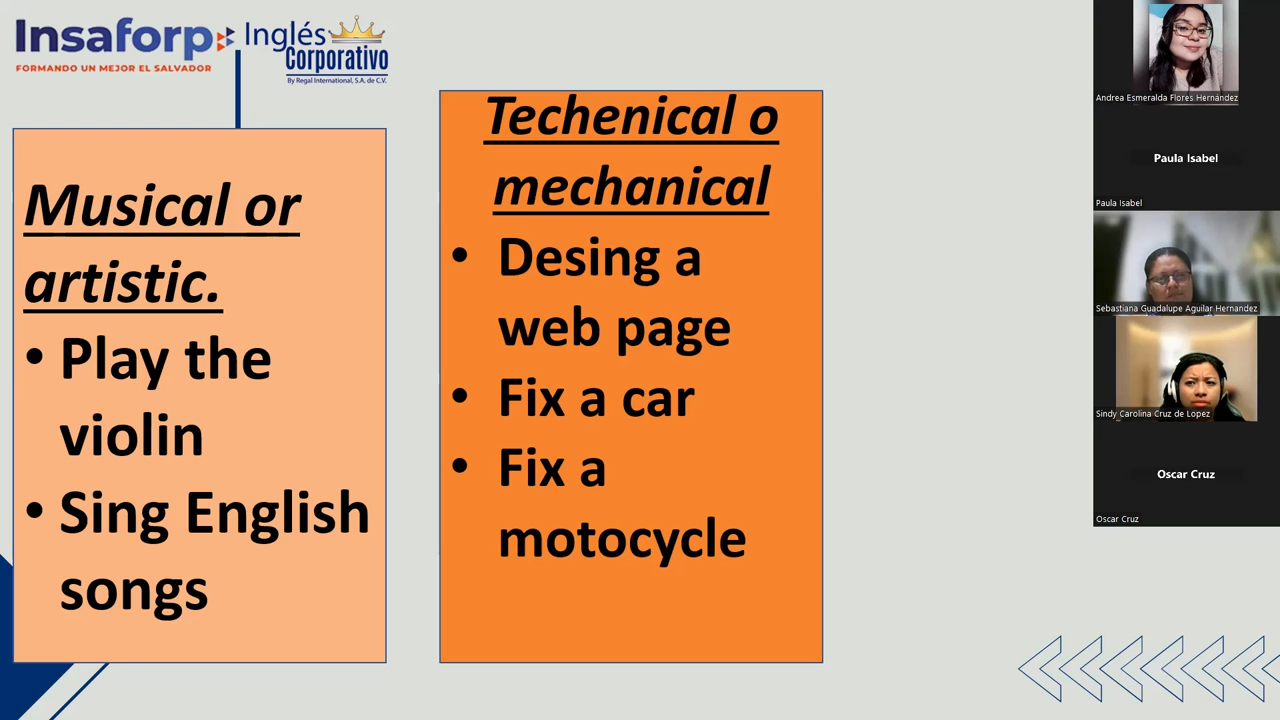 Insaforp
FORMANDO UN MEJOR EL SALVADOR
Inglés
Corporativo
By Regal International, S.A. de C.V.
Musical or
artistic.
• Play the
violin
• Sing English
songs
Techenical o
mechanical
• Desing a
web page
• Fix a car
• Fix a
motocycle
Andrea Esmeralda Flores Hernández
Paula Isabel
Paula Isabel
Sebastiana Guadalupe Aguilar Hernandez
Sindy Carolina Cruz de Lopez
Oscar Cruz
Oscar Cruz